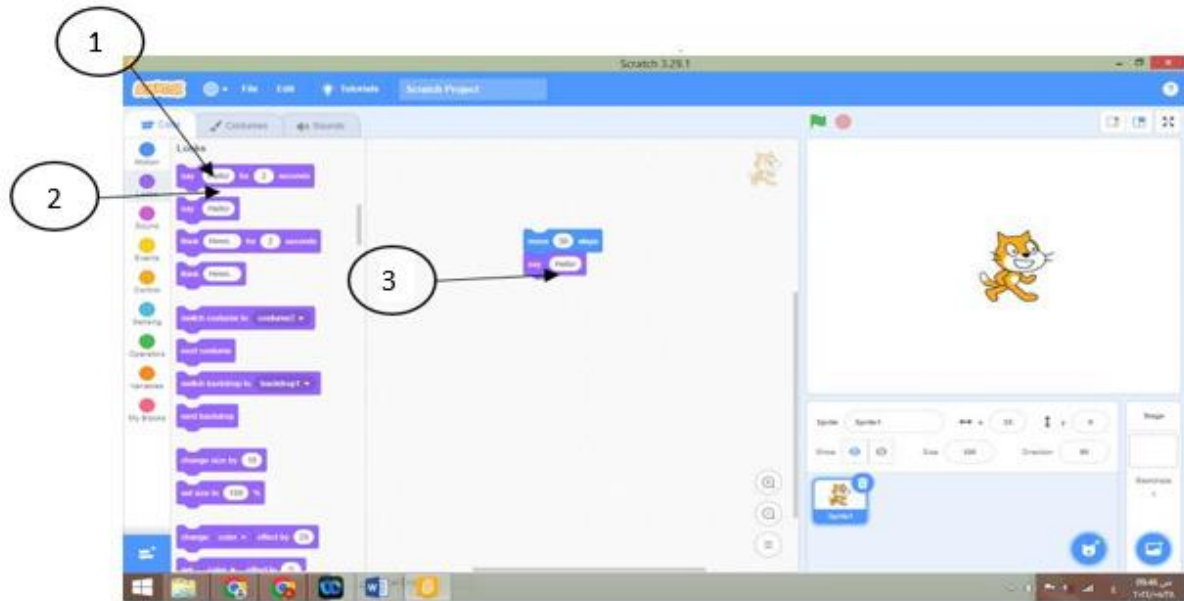 1
Scratch 3.29.1
File Edit Tutorials Scratch Project
Code Costumes Sounds
Motion
Looks
say Hello! for 2 seconds
2
Sound
say Hello!
Events
think Hmm... for 2 seconds
Control
think Hmm...
move 10 steps
say Hello!
3
Sensing
switch costume to costume2
Operators
next costume
Variables
switch backdrop to backdrop1
My Blocks
next backdrop
change size by 10
set size to 100 %
change color effect by 25
Sprite Sprite1 x y
Show Size 100 Direction 90
Sprite1
Stage
Backdrops